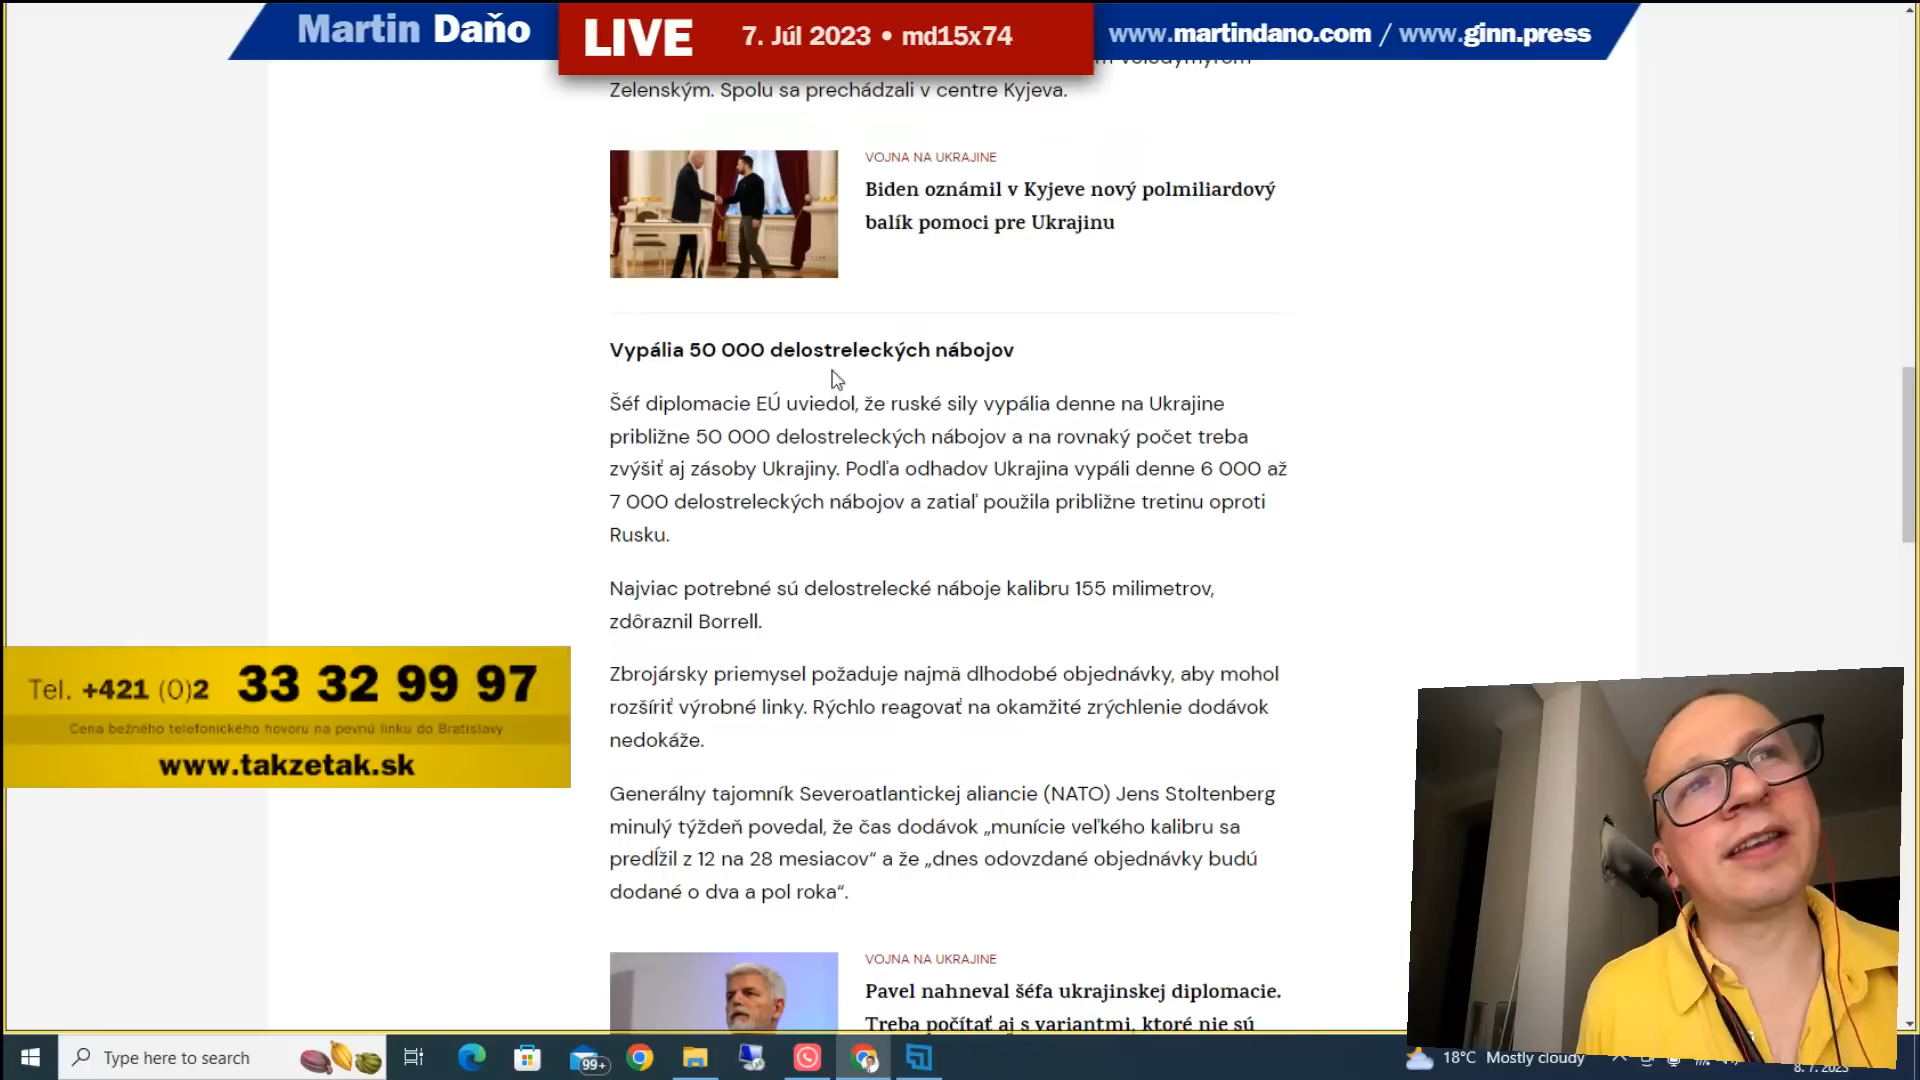 Martin Daňo
LIVE 7. Júl 2023 • md15x74
www.martindano.com / www.ginn.press
Zelenským. Spolu sa prechádzali v centre Kyjeva.
VOJNA NA UKRAJINE
Biden oznámil v Kyjeve nový polmiliardový
balík pomoci pre Ukrajinu
Vypália 50 000 delostreleckých nábojov
Šéf diplomacie EÚ uviedol, že ruské sily vypália denne na Ukrajine
približne 50 000 delostreleckých nábojov a na rovnaký počet treba
zvýšiť aj zásoby Ukrajiny. Podľa odhadov Ukrajina vypáli denne 6 000 až
7 000 delostreleckých nábojov a zatiaľ použila približne tretinu oproti
Rusku.
Najviac potrebné sú delostrelecké náboje kalibru 155 milimetrov,
zdôraznil Borrell.
Zbrojársky priemysel požaduje najmä dlhodobé objednávky, aby mohol
rozšíriť výrobné linky. Rýchlo reagovať na okamžité zrýchlenie dodávok
nedokáže.
Generálny tajomník Severoatlantickej aliancie (NATO) Jens Stoltenberg
minulý týždeň povedal, že čas dodávok „munície veľkého kalibru sa
predĺžil z 12 na 28 mesiacov“ a že „dnes odovzdané objednávky budú
dodané o dva a pol roka“.
VOJNA NA UKRAJINE
Pavel nahneval šéfa ukrajinskej diplomacie.
Treba počítať aj s variantmi, ktoré nie sú
Tel. +421 (0)2 33 32 99 97
Cena bežného telefonického hovoru na pevnú linku do Bratislavy
www.takzetak.sk
Type here to search
99+
18°C Mostly cloudy
8. 7. 2023